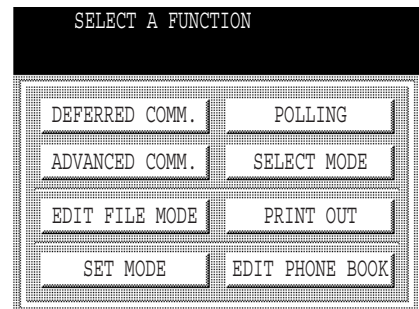 SELECT A FUNCTION
DEFERRED COMM. POLLING
ADVANCED COMM. SELECT MODE
EDIT FILE MODE PRINT OUT
SET MODE EDIT PHONE BOOK